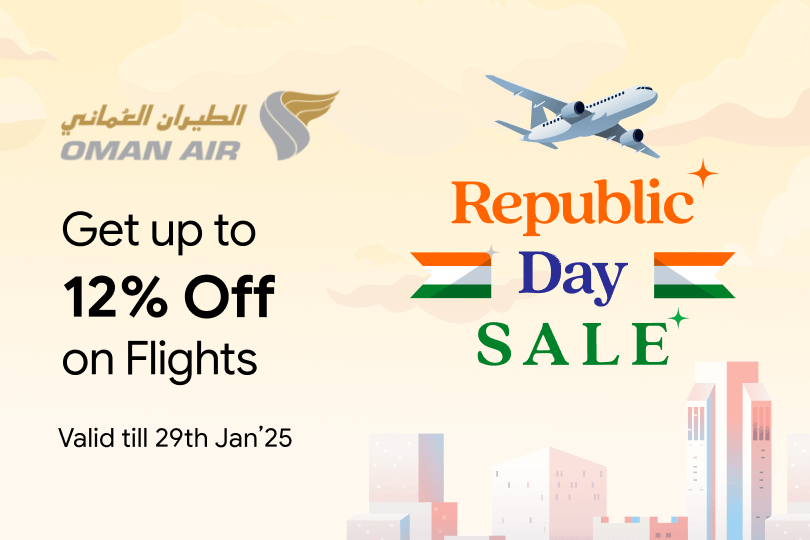 الطيران العُماني
OMAN AIR
Get up to
12% Off
on Flights
Valid till 29th Jan'25
Republic
Day
SALE